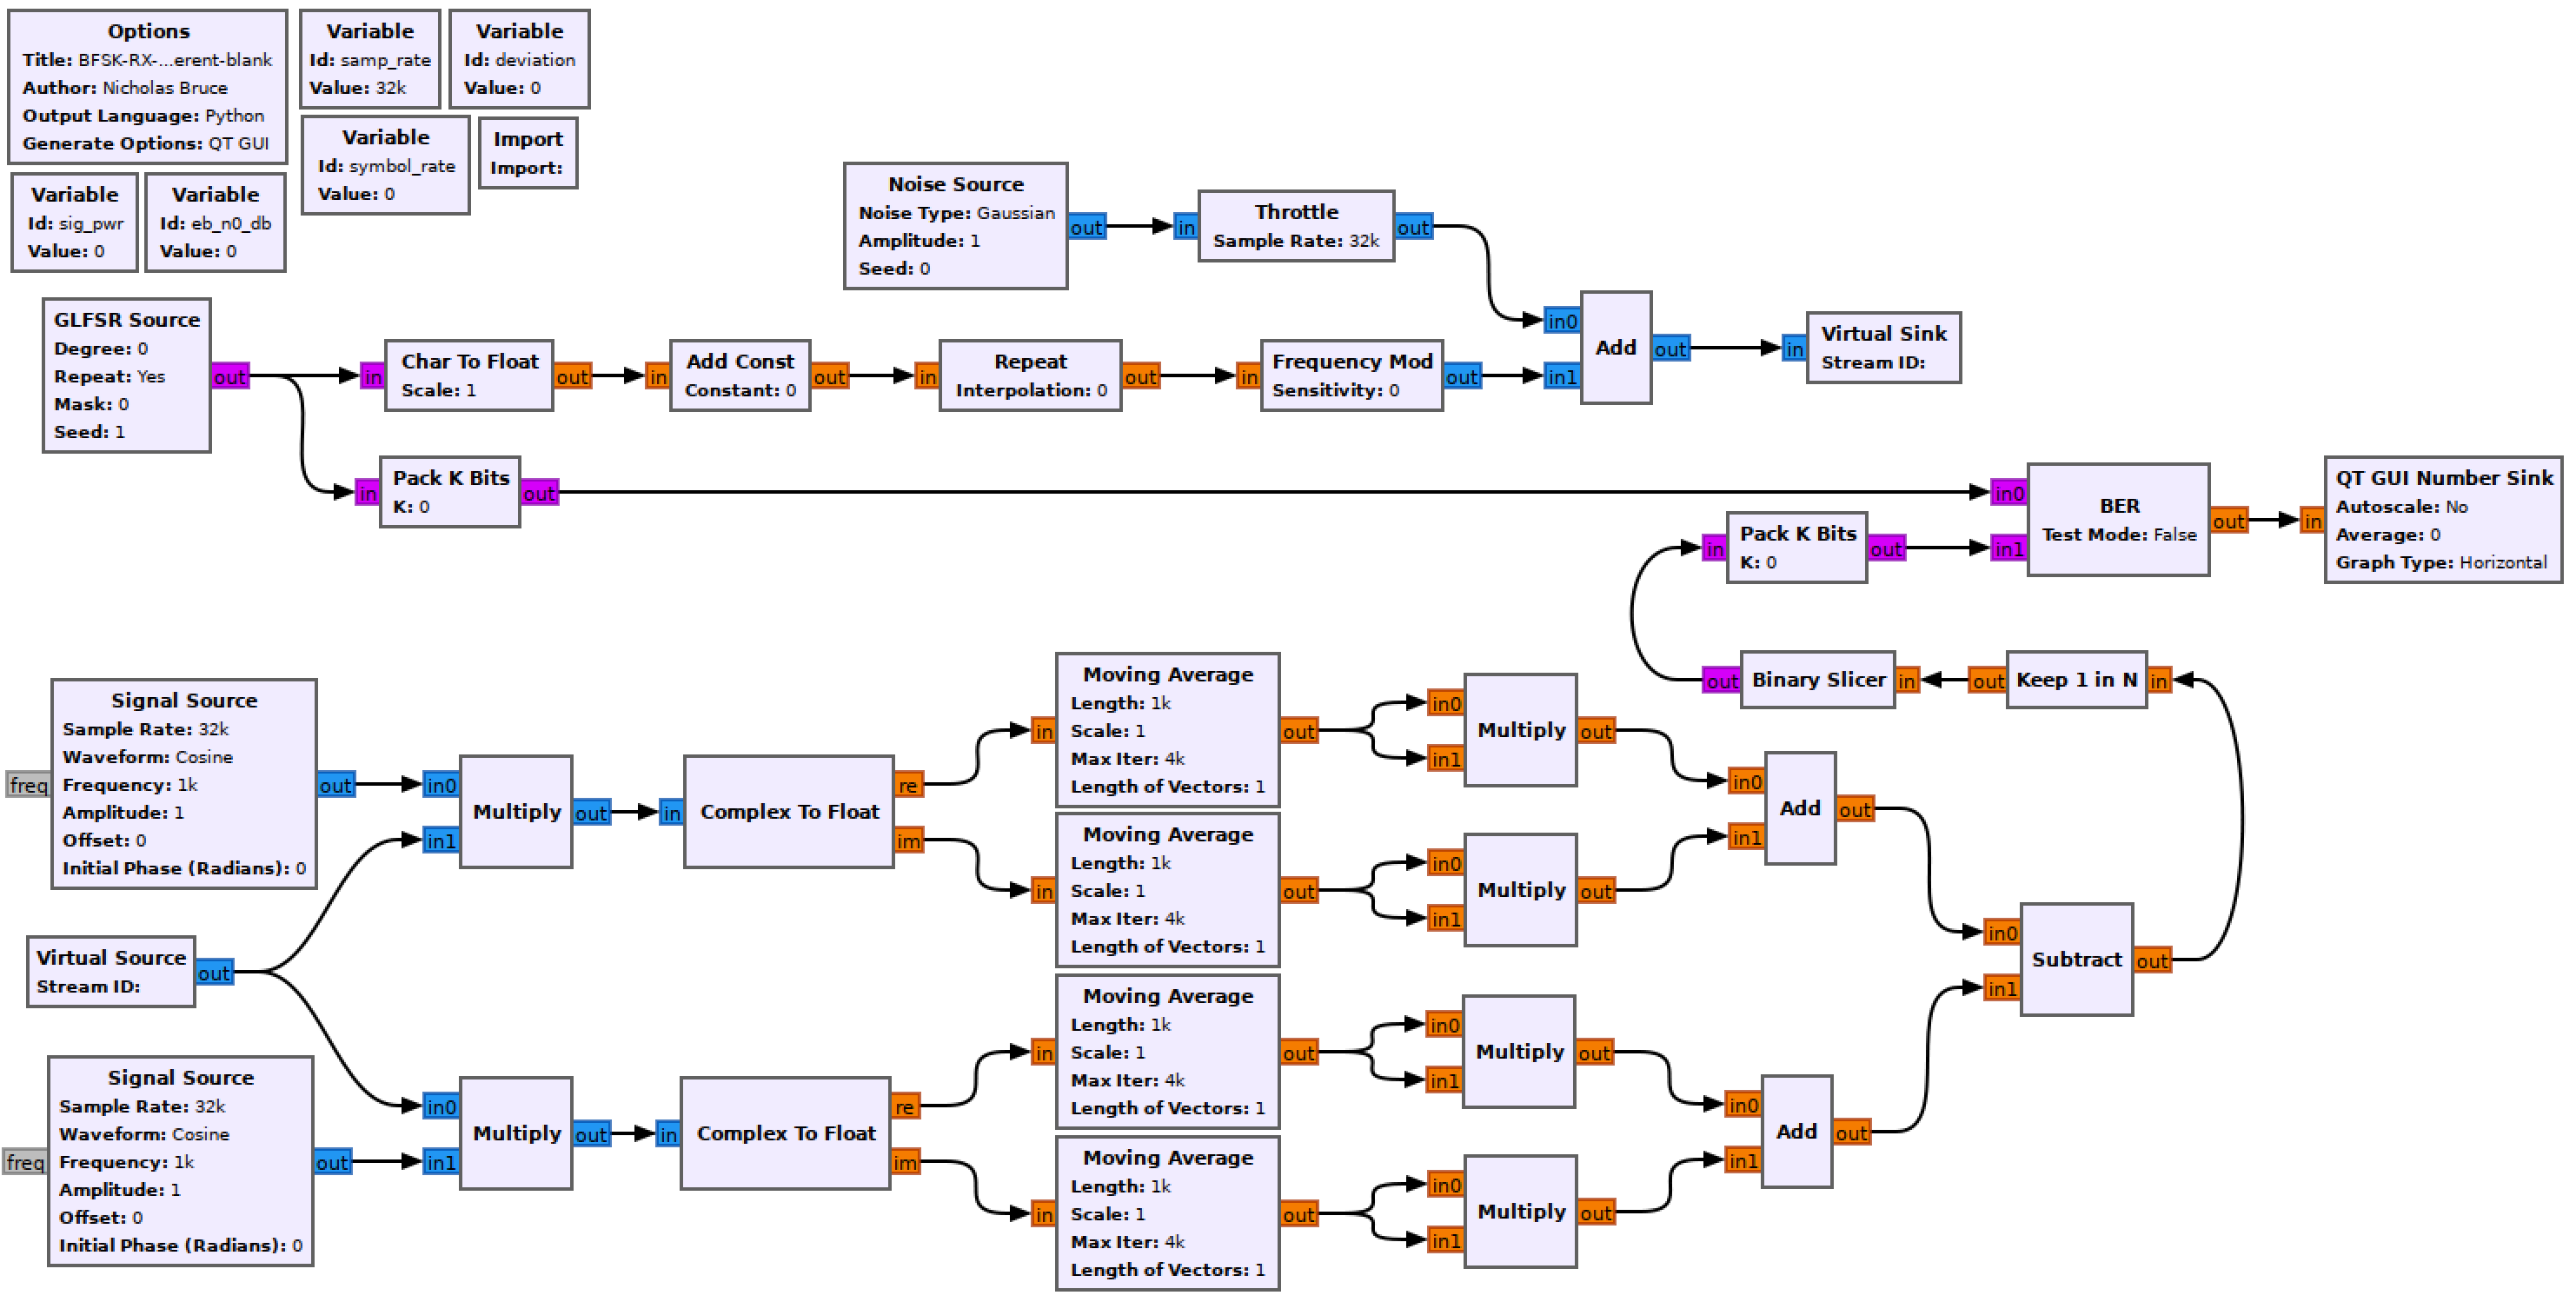 Options
Title: BFSK-RX-...erent-blank
Author: Nicholas Bruce
Output Language: Python
Generate Options: QT GUI
Variable
Id: samp_rate
Value: 32k
Variable
Id: deviation
Value: 0
Variable
Id: symbol_rate
Value: 0
Import
Import:
Variable
Id: sig_pwr
Value: 0
Variable
Id: eb_n0_db
Value: 0
Noise Source
Noise Type: Gaussian
Amplitude: 1
Seed: 0
out
in
Throttle
Sample Rate: 32k
out
GLFSR Source
Degree: 0
Repeat: Yes
Mask: 0
Seed: 1
out
in
Char To Float
Scale: 1
out
in
Add Const
Constant: 0
out
in
Repeat
Interpolation: 0
out
in
Frequency Mod
Sensitivity: 0
out
in0
in1
Add
out
in
Virtual Sink
Stream ID:
in
Pack K Bits
K: 0
out
in0
in1
BER
Test Mode: False
out
in
QT GUI Number Sink
Autoscale: No
Average: 0
Graph Type: Horizontal
in
Pack K Bits
K: 0
out
out
Binary Slicer
in
out
Keep 1 in N
in
freq
Signal Source
Sample Rate: 32k
Waveform: Cosine
Frequency: 1k
Amplitude: 1
Offset: 0
Initial Phase (Radians): 0
out
in0
in1
Multiply
out
in
Complex To Float
re
im
in
Moving Average
Length: 1k
Scale: 1
Max Iter: 4k
Length of Vectors: 1
out
in0
in1
Multiply
out
in
Moving Average
Length: 1k
Scale: 1
Max Iter: 4k
Length of Vectors: 1
out
in0
in1
Multiply
out
in0
in1
Add
out
Virtual Source
Stream ID:
out
in0
in1
Subtract
out
freq
Signal Source
Sample Rate: 32k
Waveform: Cosine
Frequency: 1k
Amplitude: 1
Offset: 0
Initial Phase (Radians): 0
out
in0
in1
Multiply
out
in
Complex To Float
re
im
in
Moving Average
Length: 1k
Scale: 1
Max Iter: 4k
Length of Vectors: 1
out
in0
in1
Multiply
out
in
Moving Average
Length: 1k
Scale: 1
Max Iter: 4k
Length of Vectors: 1
out
in0
in1
Multiply
out
in0
in1
Add
out